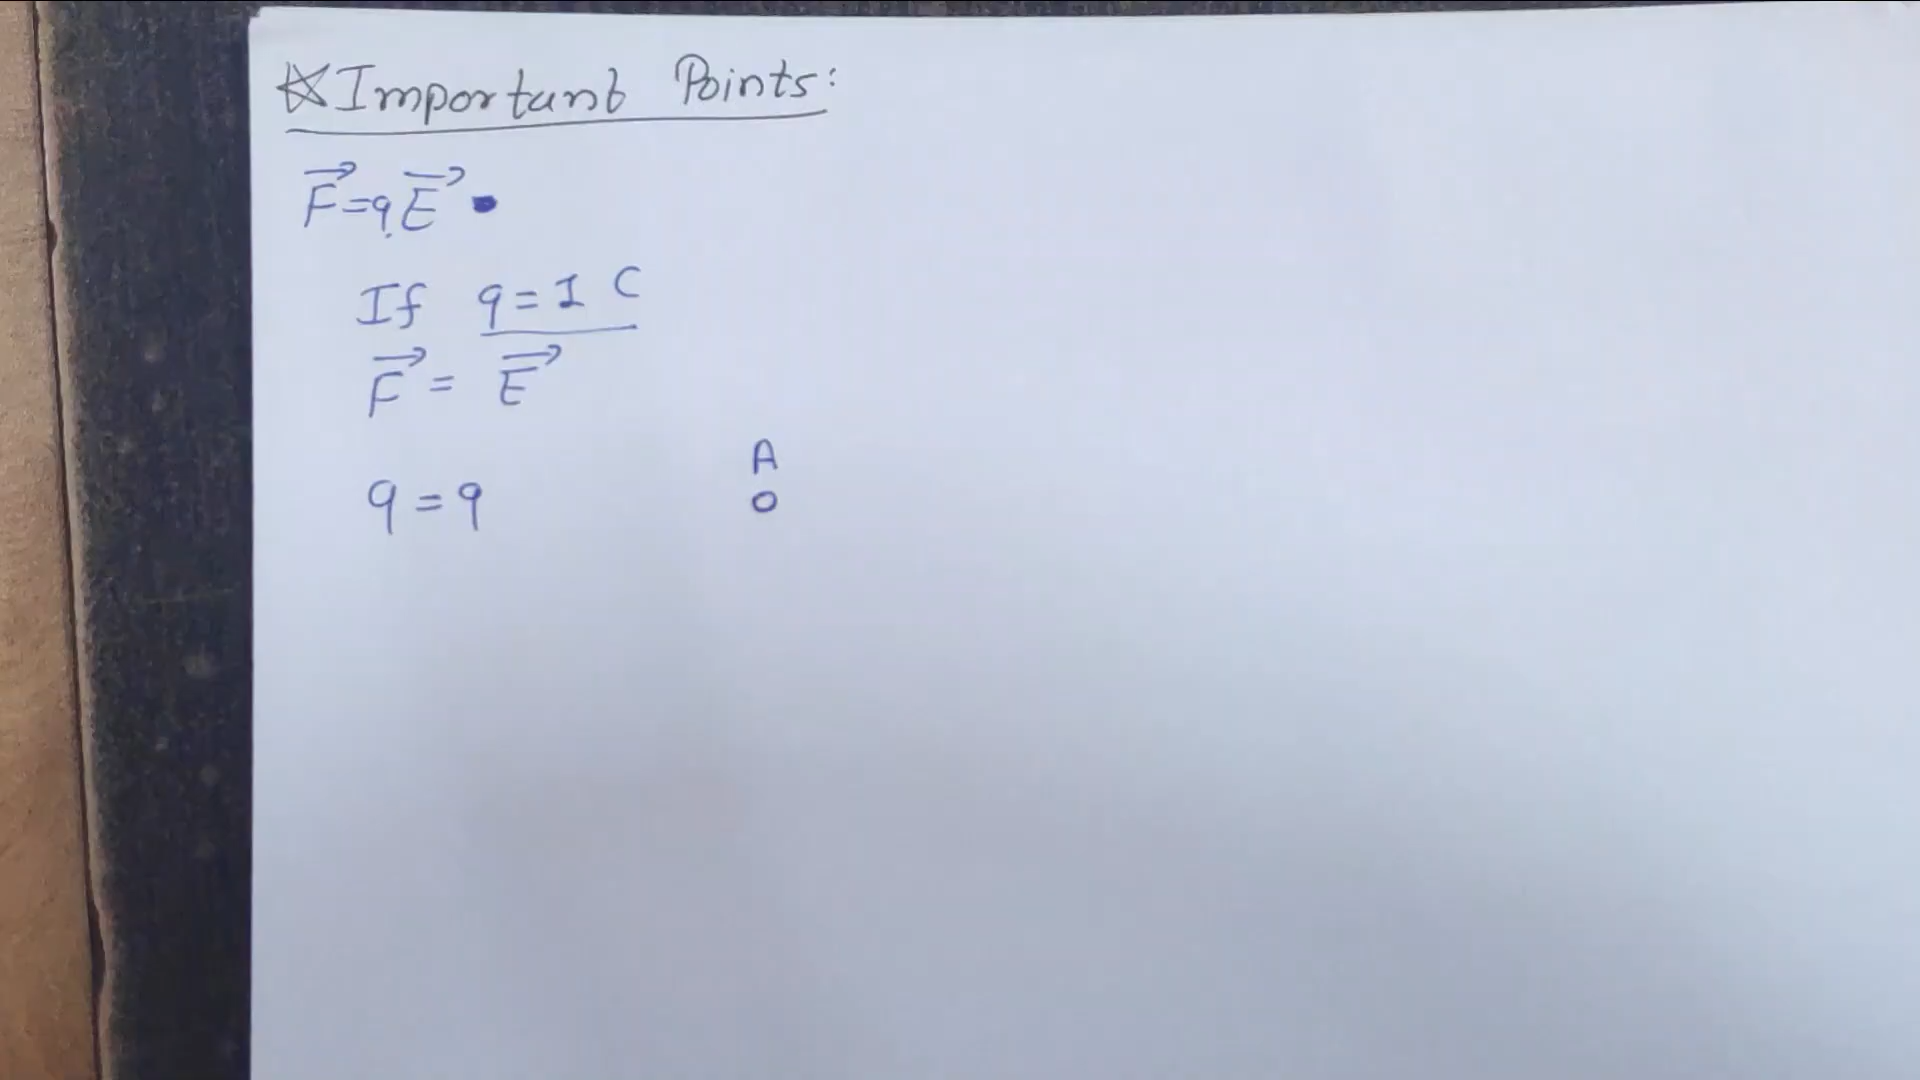 ☆ Important Points:
F⃗ = qE⃗
If q = 1 C
F⃗ = E⃗
A
q = q o